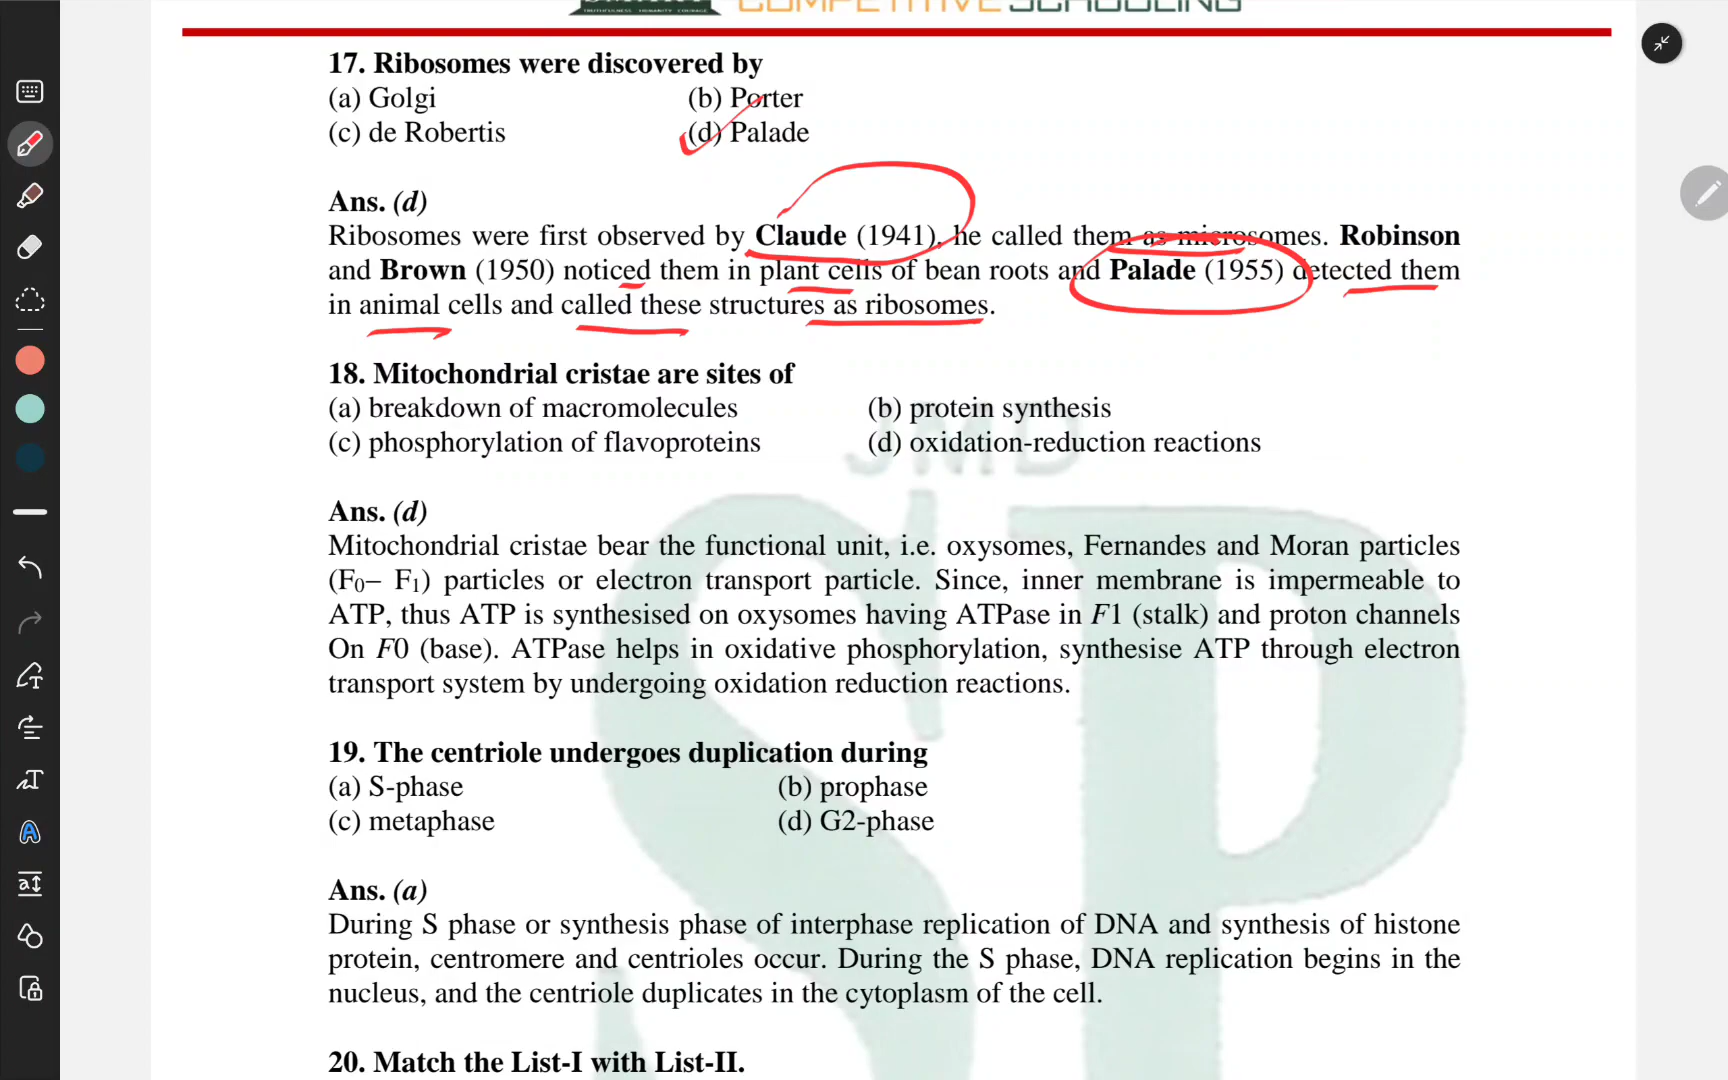 COMPETITIVE SCHOOLING
17. Ribosomes were discovered by
(a) Golgi (b) Porter
(c) de Robertis (d) Palade
Ans. (d)
Ribosomes were first observed by Claude (1941), he called them as microsomes. Robinson
and Brown (1950) noticed them in plant cells of bean roots and Palade (1955) detected them
in animal cells and called these structures as ribosomes.
18. Mitochondrial cristae are sites of
(a) breakdown of macromolecules (b) protein synthesis
(c) phosphorylation of flavoproteins (d) oxidation-reduction reactions
JMD
Ans. (d)
Mitochondrial cristae bear the functional unit, i.e. oxysomes, Fernandes and Moran particles
(F₀– F₁) particles or electron transport particle. Since, inner membrane is impermeable to
ATP, thus ATP is synthesised on oxysomes having ATPase in F1 (stalk) and proton channels
On F0 (base). ATPase helps in oxidative phosphorylation, synthesise ATP through electron
transport system by undergoing oxidation reduction reactions.
SP
19. The centriole undergoes duplication during
(a) S-phase (b) prophase
(c) metaphase (d) G2-phase
Ans. (a)
During S phase or synthesis phase of interphase replication of DNA and synthesis of histone
protein, centromere and centrioles occur. During the S phase, DNA replication begins in the
nucleus, and the centriole duplicates in the cytoplasm of the cell.
20. Match the List-I with List-II.